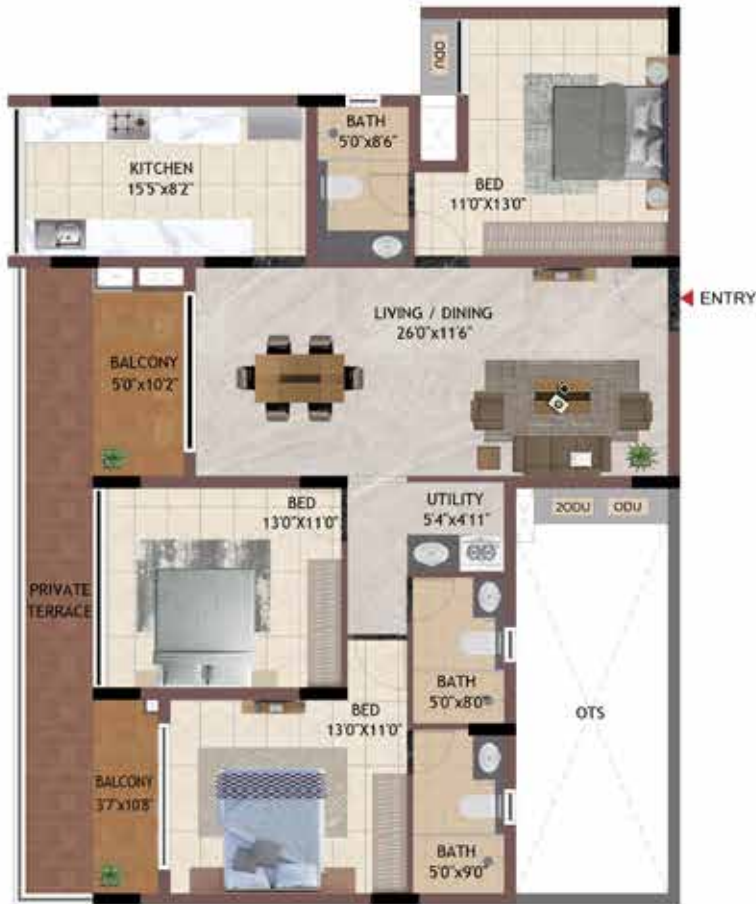 ODU
BATH
5'0"x8'6"
KITCHEN
15'5"x8'2"
BED
11'0"X13'0"
ENTRY
LIVING / DINING
26'0"x11'6"
BALCONY
5'0"x10'2"
BED
13'0"X11'0"
UTILITY
5'4"x4'11"
2ODU
ODU
PRIVATE
TERRACE
BATH
5'0"x8'0"
BED
13'0"X11'0"
OTS
BALCONY
3'7"x10'8"
BATH
5'0"x9'0"